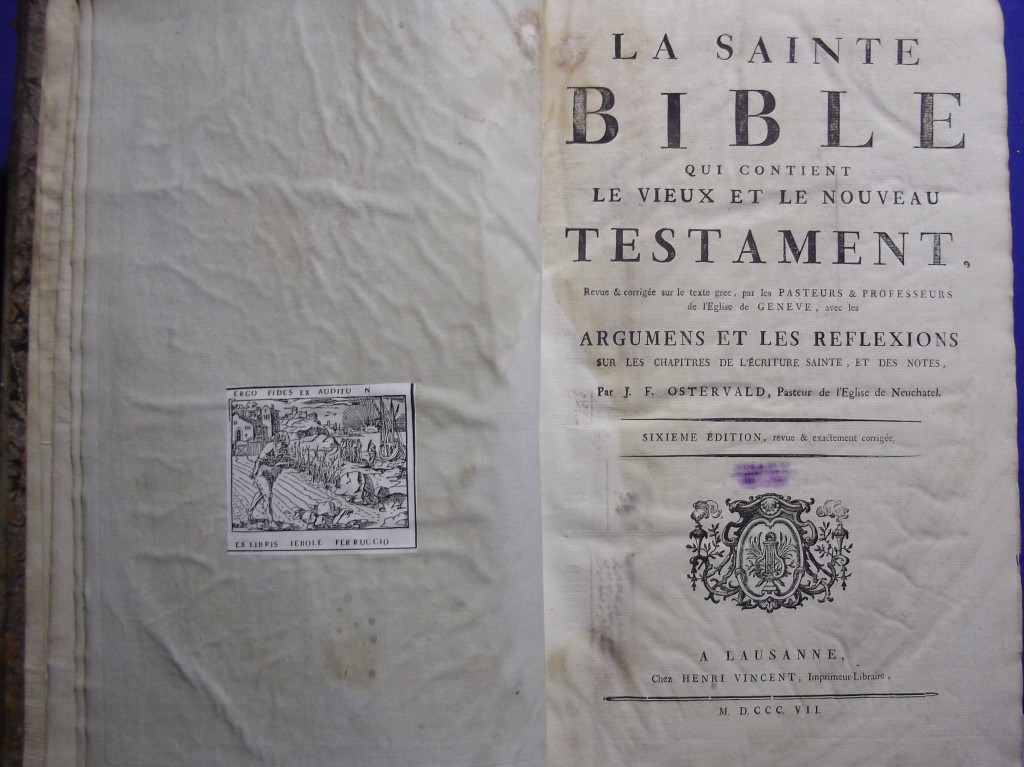 ERGO FIDES EX AUDITU N
EX LIBRIS IEBOLE FERRUCCIO
LA SAINTE
BIBLE
QUI CONTIENT
LE VIEUX ET LE NOUVEAU
TESTAMENT,
Revue & corrigée sur le texte grec, par les PASTEURS & PROFESSEURS
de l'Eglise de GENEVE, avec les
ARGUMENS ET LES REFLEXIONS
SUR LES CHAPITRES DE L'ÉCRITURE SAINTE, ET DES NOTES,
Par J. F. OSTERVALD, Pasteur de l'Eglise de Neuchatel.
SIXIEME ÉDITION, revue & exactement corrigée.
A LAUSANNE,
Chez HENRI VINCENT, Imprimeur-Libraire,
M. D.CCC. VII.